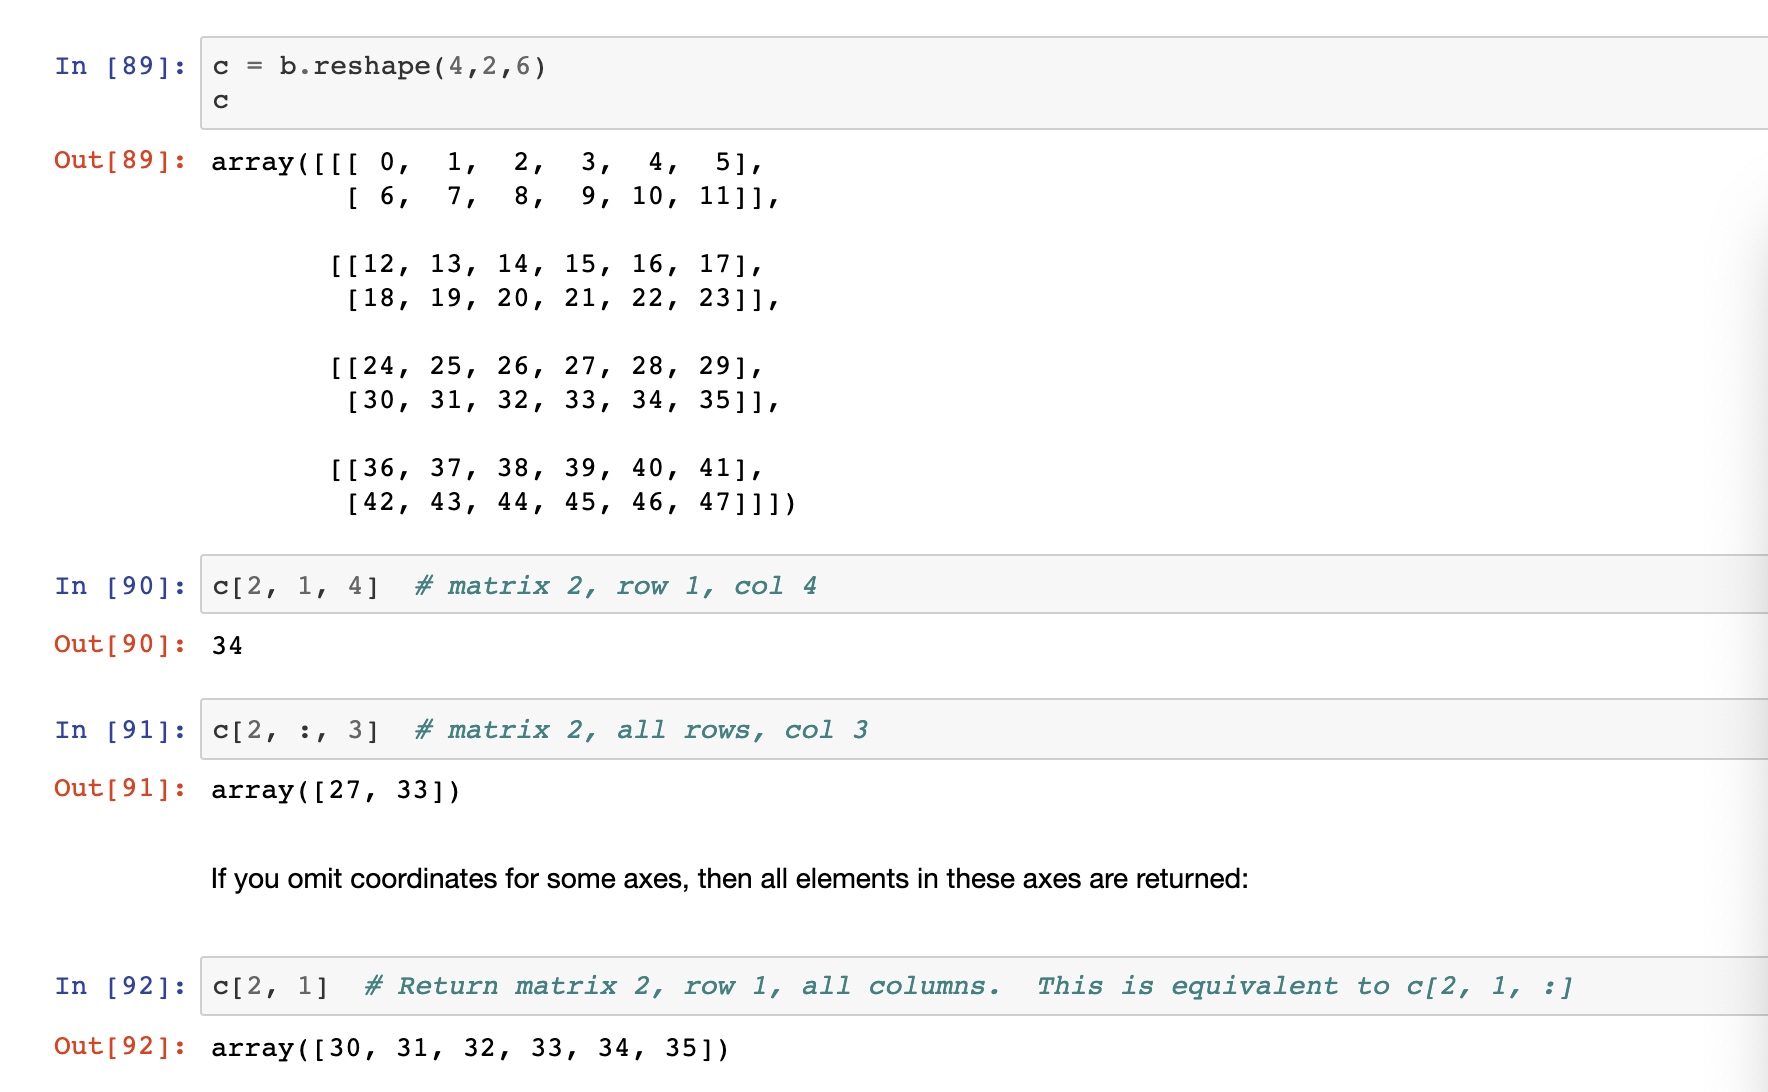 In [89]: c = b.reshape(4,2,6)
c
Out[89]: array([[[ 0,  1,  2,  3,  4,  5],
[ 6,  7,  8,  9, 10, 11]],
[[12, 13, 14, 15, 16, 17],
[18, 19, 20, 21, 22, 23]],
[[24, 25, 26, 27, 28, 29],
[30, 31, 32, 33, 34, 35]],
[[36, 37, 38, 39, 40, 41],
[42, 43, 44, 45, 46, 47]]])
In [90]: c[2, 1, 4]  # matrix 2, row 1, col 4
Out[90]: 34
In [91]: c[2, :, 3]  # matrix 2, all rows, col 3
Out[91]: array([27, 33])
If you omit coordinates for some axes, then all elements in these axes are returned:
In [92]: c[2, 1]  # Return matrix 2, row 1, all columns.  This is equivalent to c[2, 1, :]
Out[92]: array([30, 31, 32, 33, 34, 35])